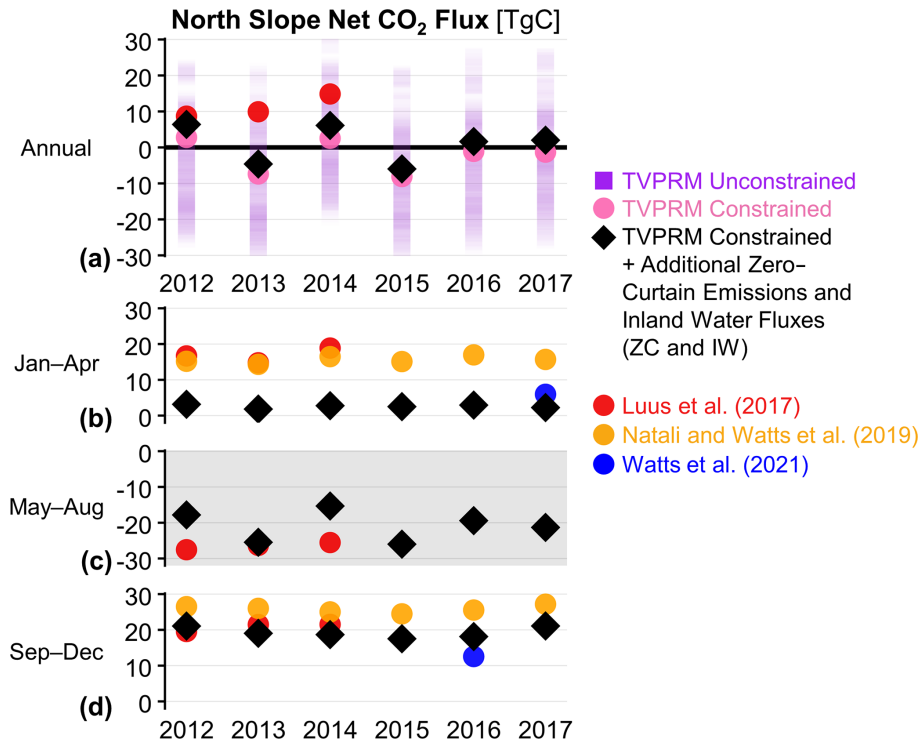 North Slope Net CO₂ Flux [TgC]
30
20
10
0
-10
-20
-30
Annual
(a)
2012 2013 2014 2015 2016 2017
30
20
10
0
Jan–Apr
(b)
0
-10
-20
-30
May–Aug
(c)
30
20
10
0
Sep–Dec
(d)
2012 2013 2014 2015 2016 2017
TVPRM Unconstrained
TVPRM Constrained
TVPRM Constrained
+ Additional Zero–
Curtain Emissions and
Inland Water Fluxes
(ZC and IW)
Luus et al. (2017)
Natali and Watts et al. (2019)
Watts et al. (2021)